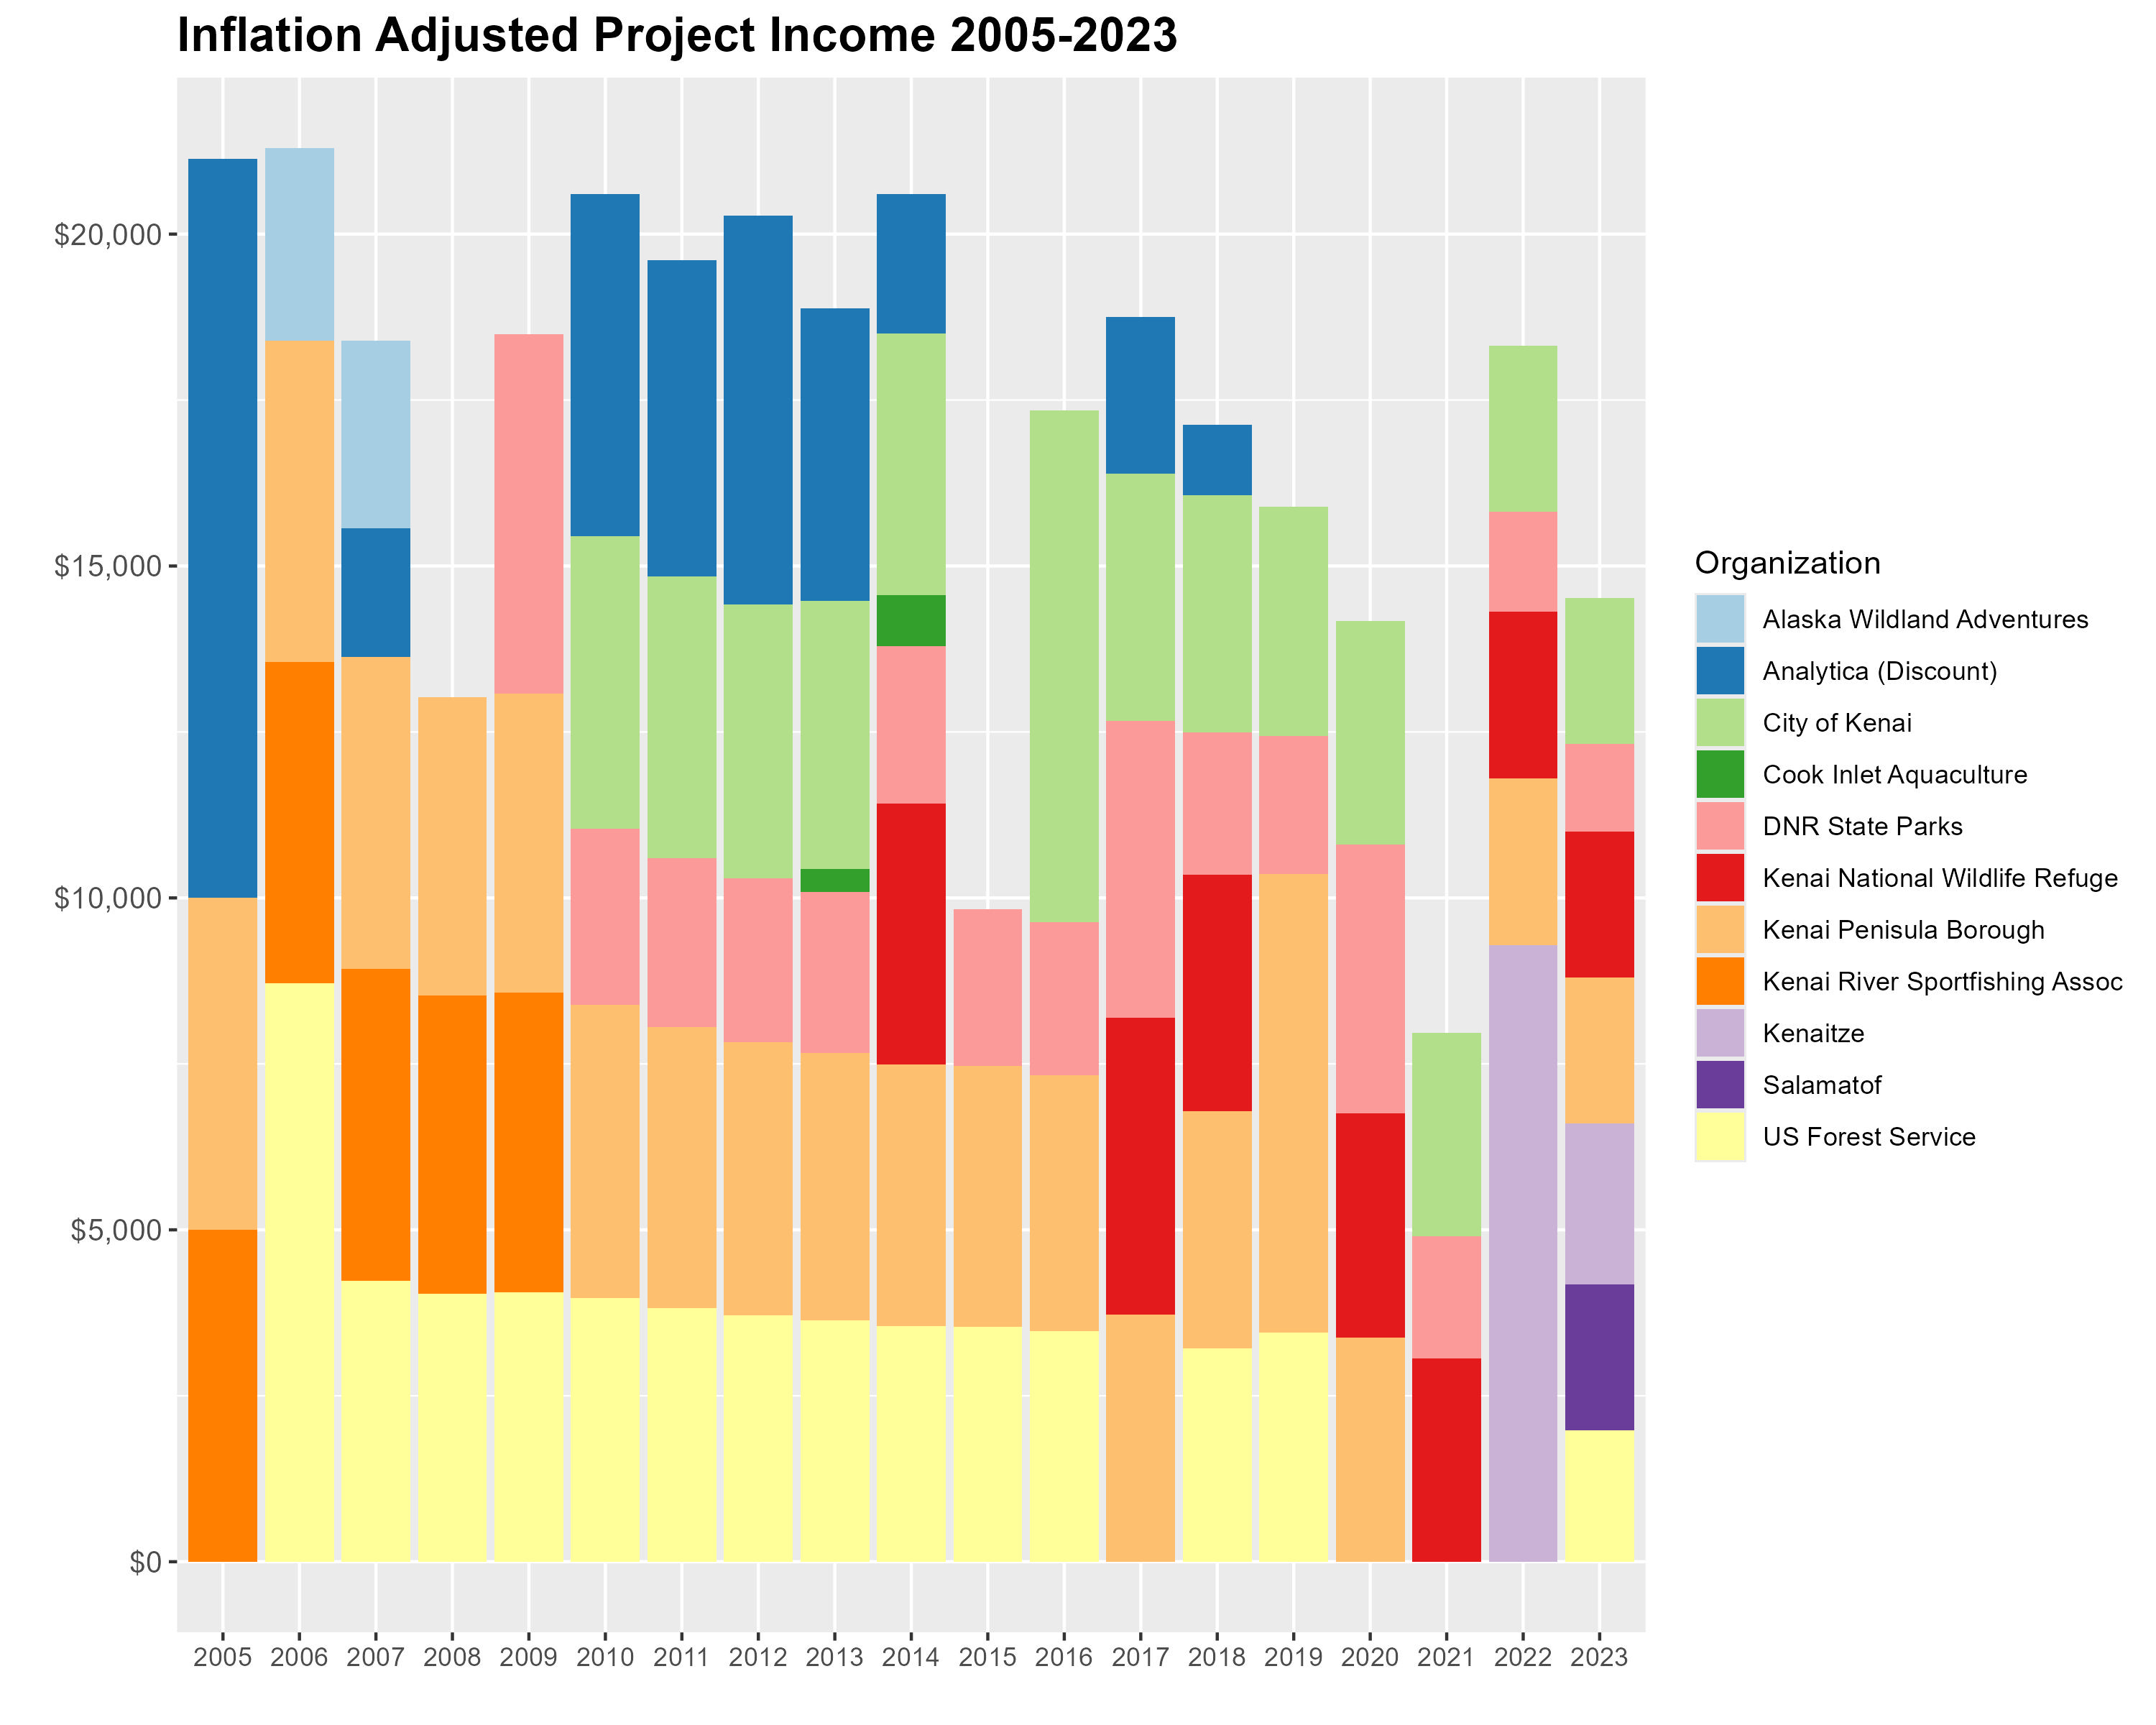 Inflation Adjusted Project Income 2005-2023
$20,000
$15,000
$10,000
$5,000
$0
2005 2006 2007 2008 2009 2010 2011 2012 2013 2014 2015 2016 2017 2018 2019 2020 2021 2022 2023
Organization
Alaska Wildland Adventures
Analytica (Discount)
City of Kenai
Cook Inlet Aquaculture
DNR State Parks
Kenai National Wildlife Refuge
Kenai Penisula Borough
Kenai River Sportfishing Assoc
Kenaitze
Salamatof
US Forest Service